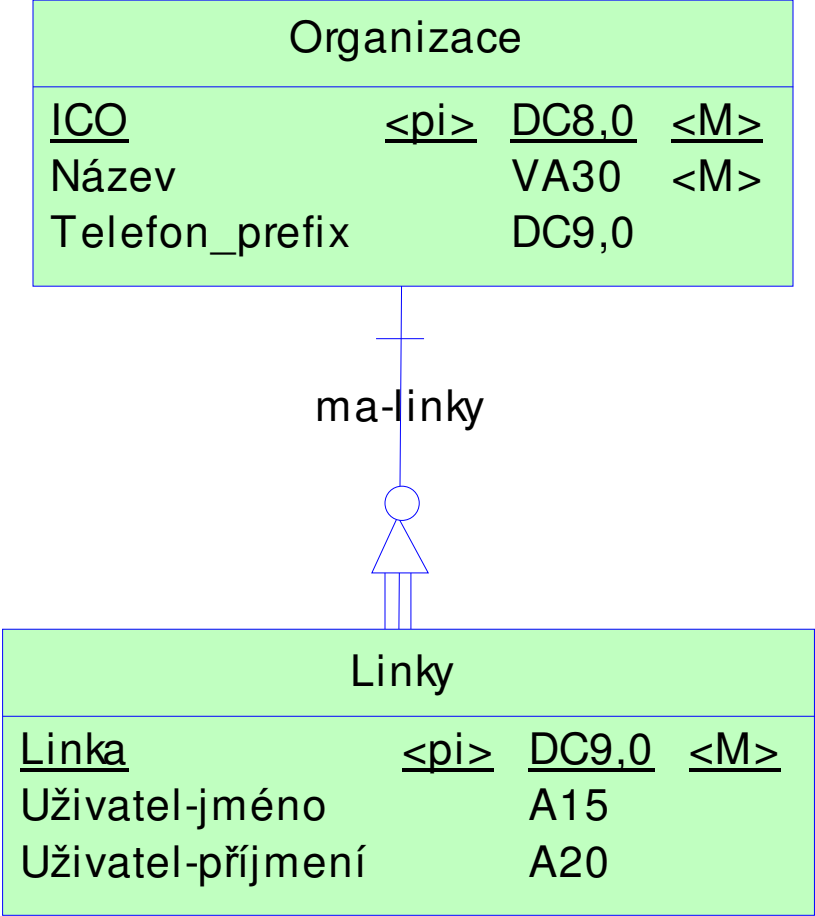 Organizace
ICO <pi> DC8,0 <M>
Název VA30 <M>
Telefon_prefix DC9,0
ma-linky
Linky
Linka <pi> DC9,0 <M>
Uživatel-jméno A15
Uživatel-příjmení A20